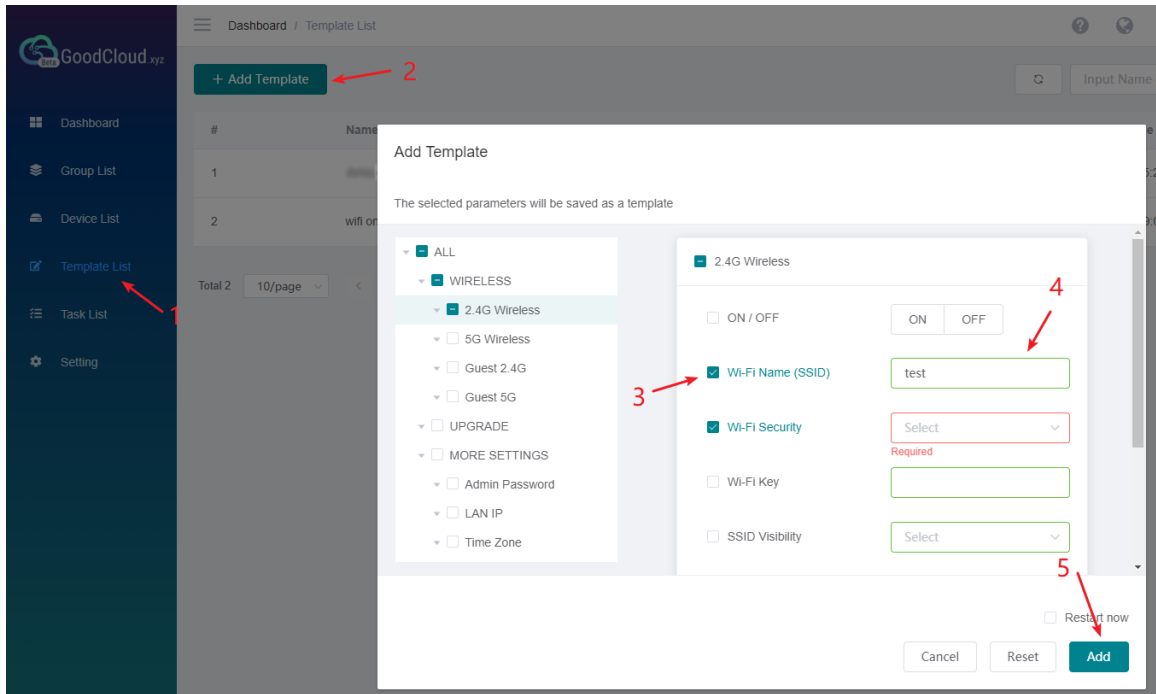 Dashboard / Template List
GoodCloud.xyz
Beta
+ Add Template
2
Input Name
Dashboard
Group List
Device List
Template List
1
Task List
Setting
#
Name
1
2
wifi on
Total 2
10/page
Add Template
The selected parameters will be saved as a template
ALL
WIRELESS
2.4G Wireless
5G Wireless
Guest 2.4G
Guest 5G
UPGRADE
MORE SETTINGS
Admin Password
LAN IP
Time Zone
2.4G Wireless
4
ON / OFF
ON
OFF
3
Wi-Fi Name (SSID)
test
Wi-Fi Security
Select
Required
Wi-Fi Key
SSID Visibility
Select
5
Restart now
Cancel
Reset
Add